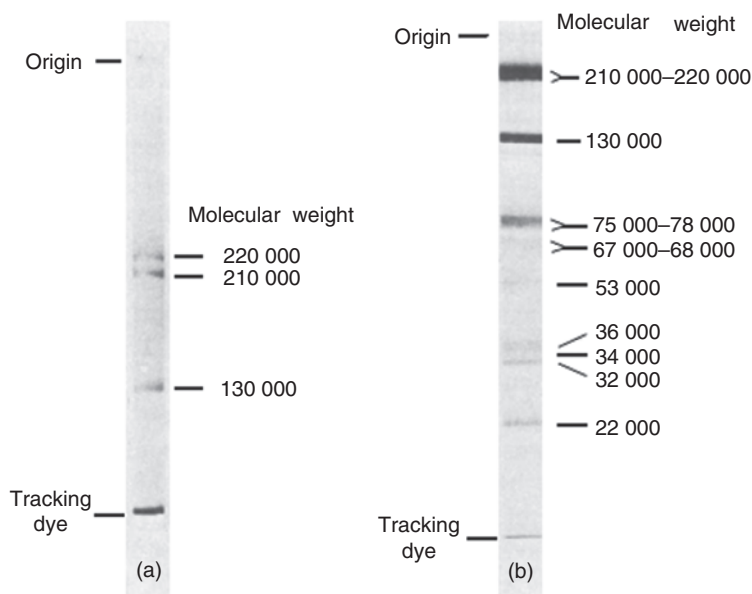 Origin
Molecular weight
220 000
210 000
130 000
Tracking
dye
(a)
Molecular weight
Origin
210 000–220 000
130 000
75 000–78 000
67 000–68 000
53 000
36 000
34 000
32 000
22 000
Tracking
dye
(b)